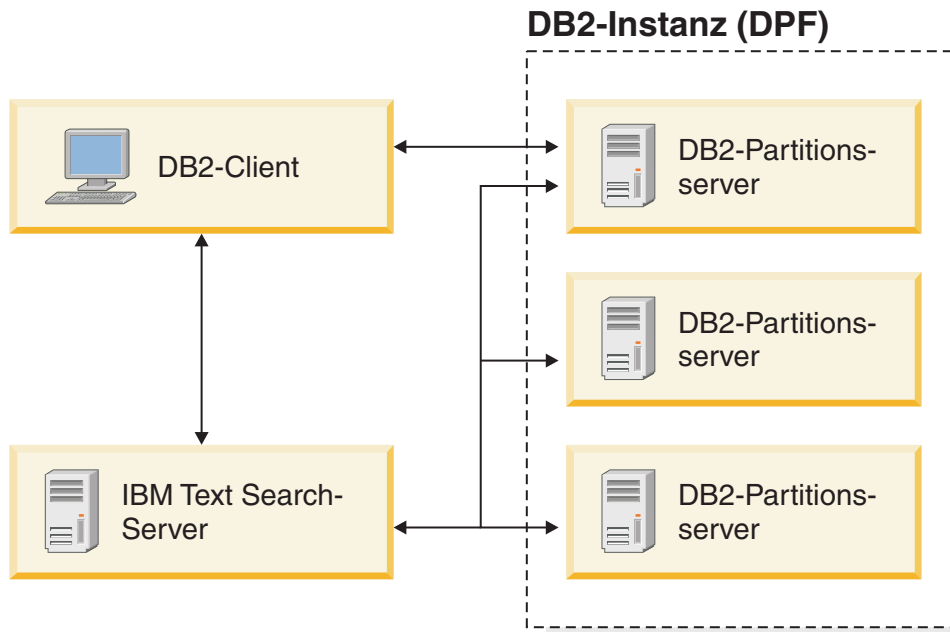 DB2-Instanz (DPF)
DB2-Client
DB2-Partitions-
server
DB2-Partitions-
server
IBM Text Search-
Server
DB2-Partitions-
server